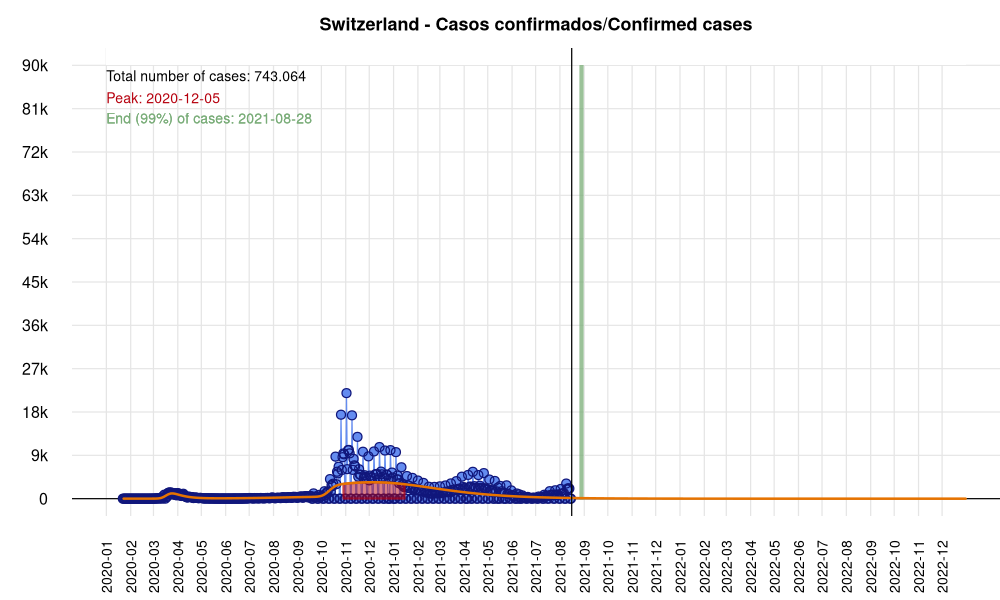 Switzerland - Casos confirmados/Confirmed cases
Total number of cases: 743.064
Peak: 2020-12-05
End (99%) of cases: 2021-08-28
90k
81k
72k
63k
54k
45k
36k
27k
18k
9k
0
2020-01
2020-02
2020-03
2020-04
2020-05
2020-06
2020-07
2020-08
2020-09
2020-10
2020-11
2020-12
2021-01
2021-02
2021-03
2021-04
2021-05
2021-06
2021-07
2021-08
2021-09
2021-10
2021-11
2021-12
2022-01
2022-02
2022-03
2022-04
2022-05
2022-06
2022-07
2022-08
2022-09
2022-10
2022-11
2022-12